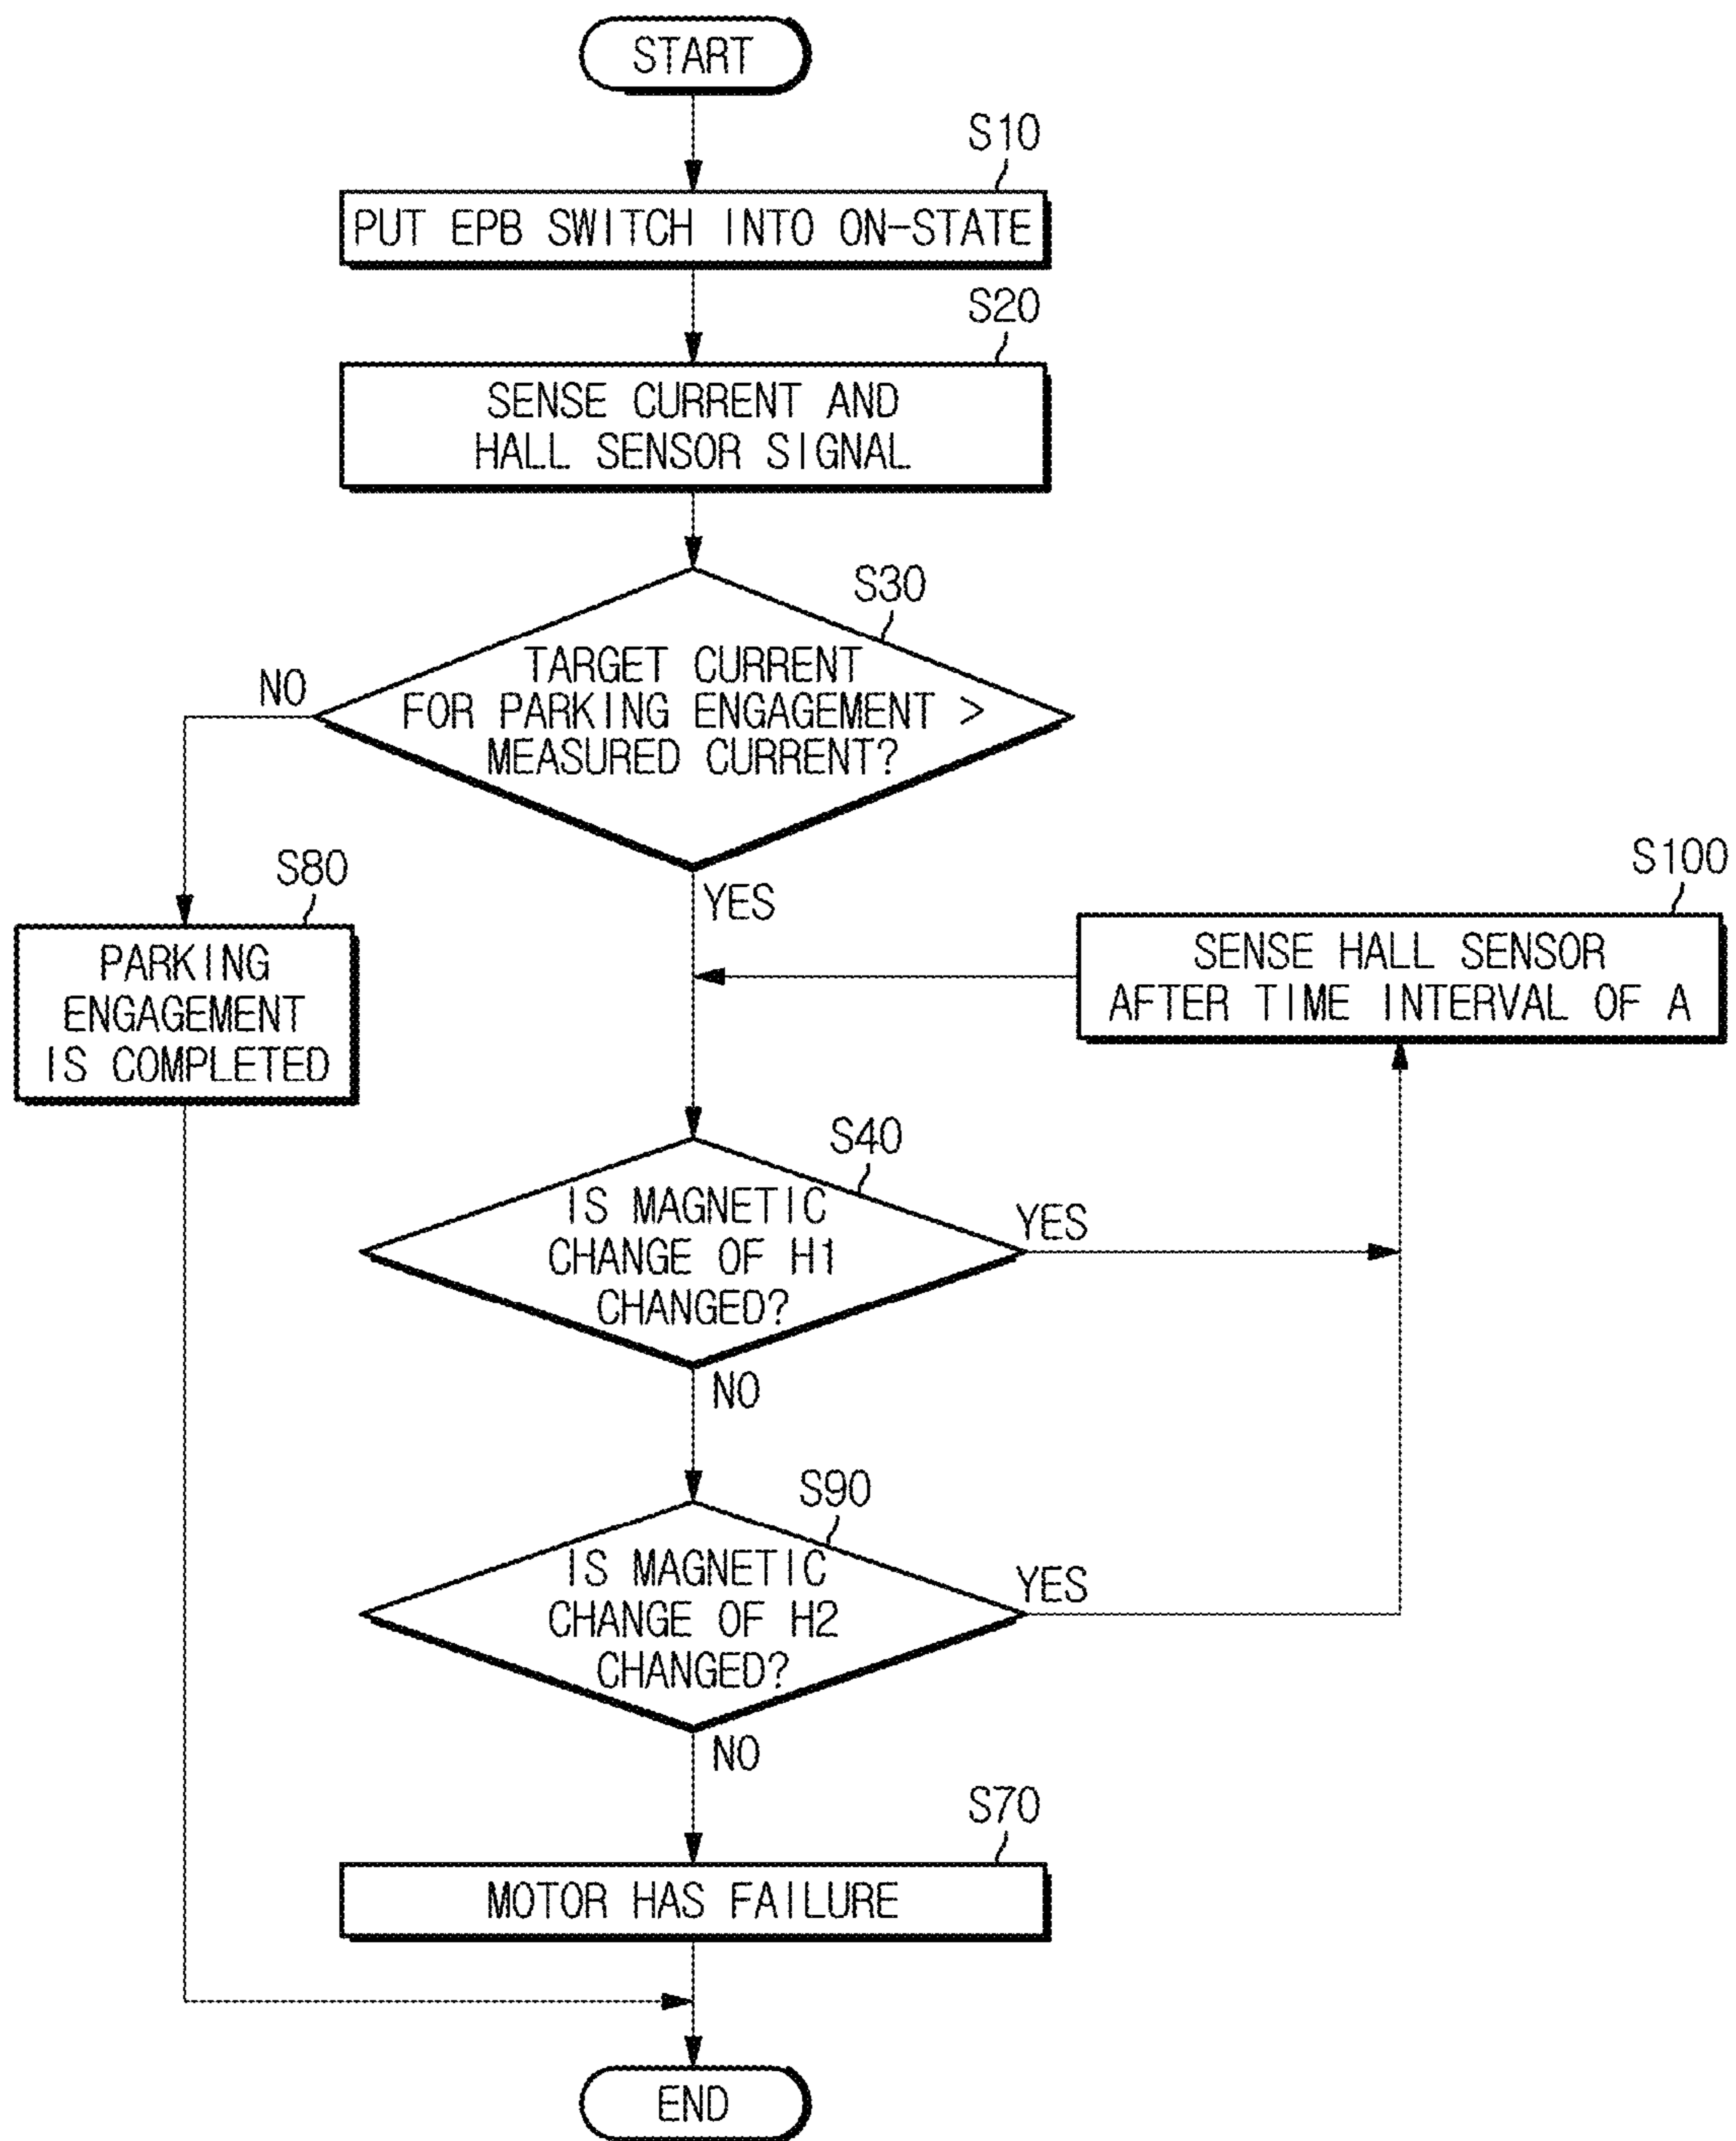 START
S10
PUT EPB SWITCH INTO ON-STATE
S20
SENSE CURRENT AND
HALL SENSOR SIGNAL
S30
TARGET CURRENT
FOR PARKING ENGAGEMENT >
MEASURED CURRENT?
NO
YES
S80
PARKING
ENGAGEMENT
IS COMPLETED
S100
SENSE HALL SENSOR
AFTER TIME INTERVAL OF A
S40
IS MAGNETIC
CHANGE OF H1
CHANGED?
YES
NO
S90
IS MAGNETIC
CHANGE OF H2
CHANGED?
YES
NO
S70
MOTOR HAS FAILURE
END